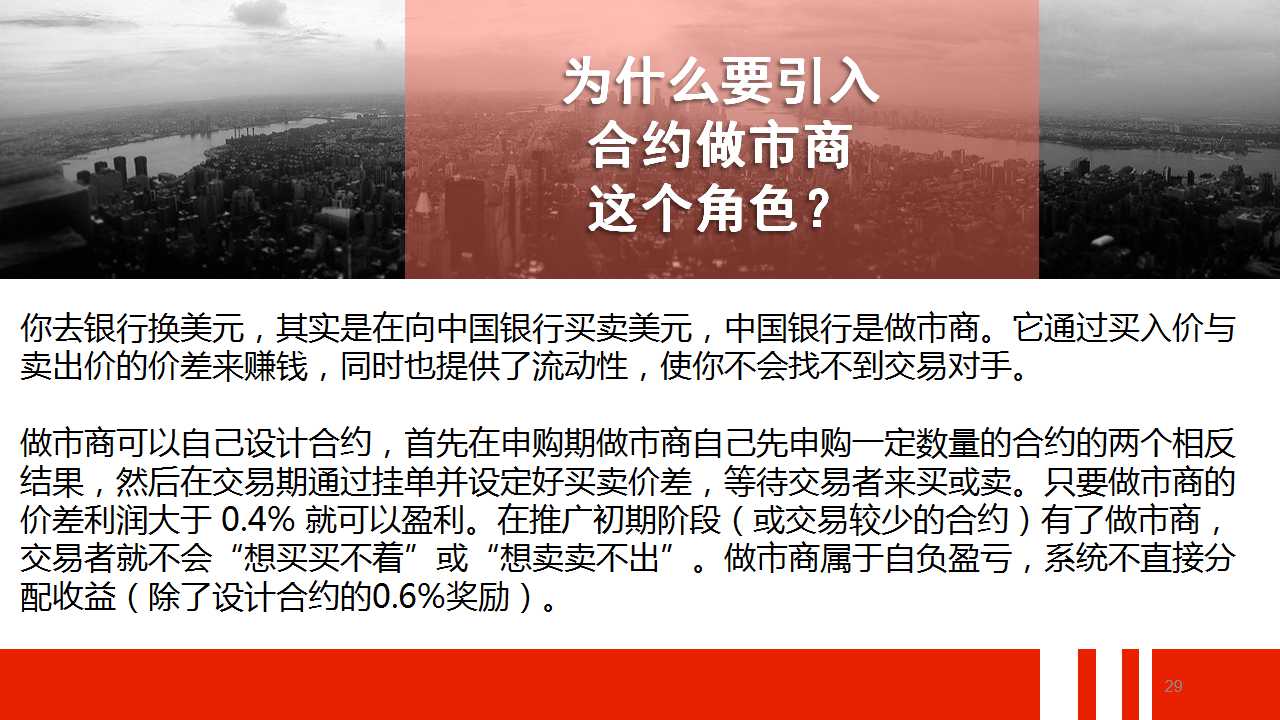 为什么要引入
合约做市商
这个角色？
你去银行换美元，其实是在向中国银行买卖美元，中国银行是做市商。它通过买入价与
卖出价的价差来赚钱，同时也提供了流动性，使你不会找不到交易对手。
做市商可以自己设计合约，首先在申购期做市商自己先申购一定数量的合约的两个相反
结果，然后在交易期通过挂单并设定好买卖价差，等待交易者来买或卖。只要做市商的
价差利润大于 0.4% 就可以盈利。在推广初期阶段（或交易较少的合约）有了做市商，
交易者就不会“想买买不着”或“想卖卖不出”。做市商属于自负盈亏，系统不直接分
配收益（除了设计合约的0.6%奖励）。
29